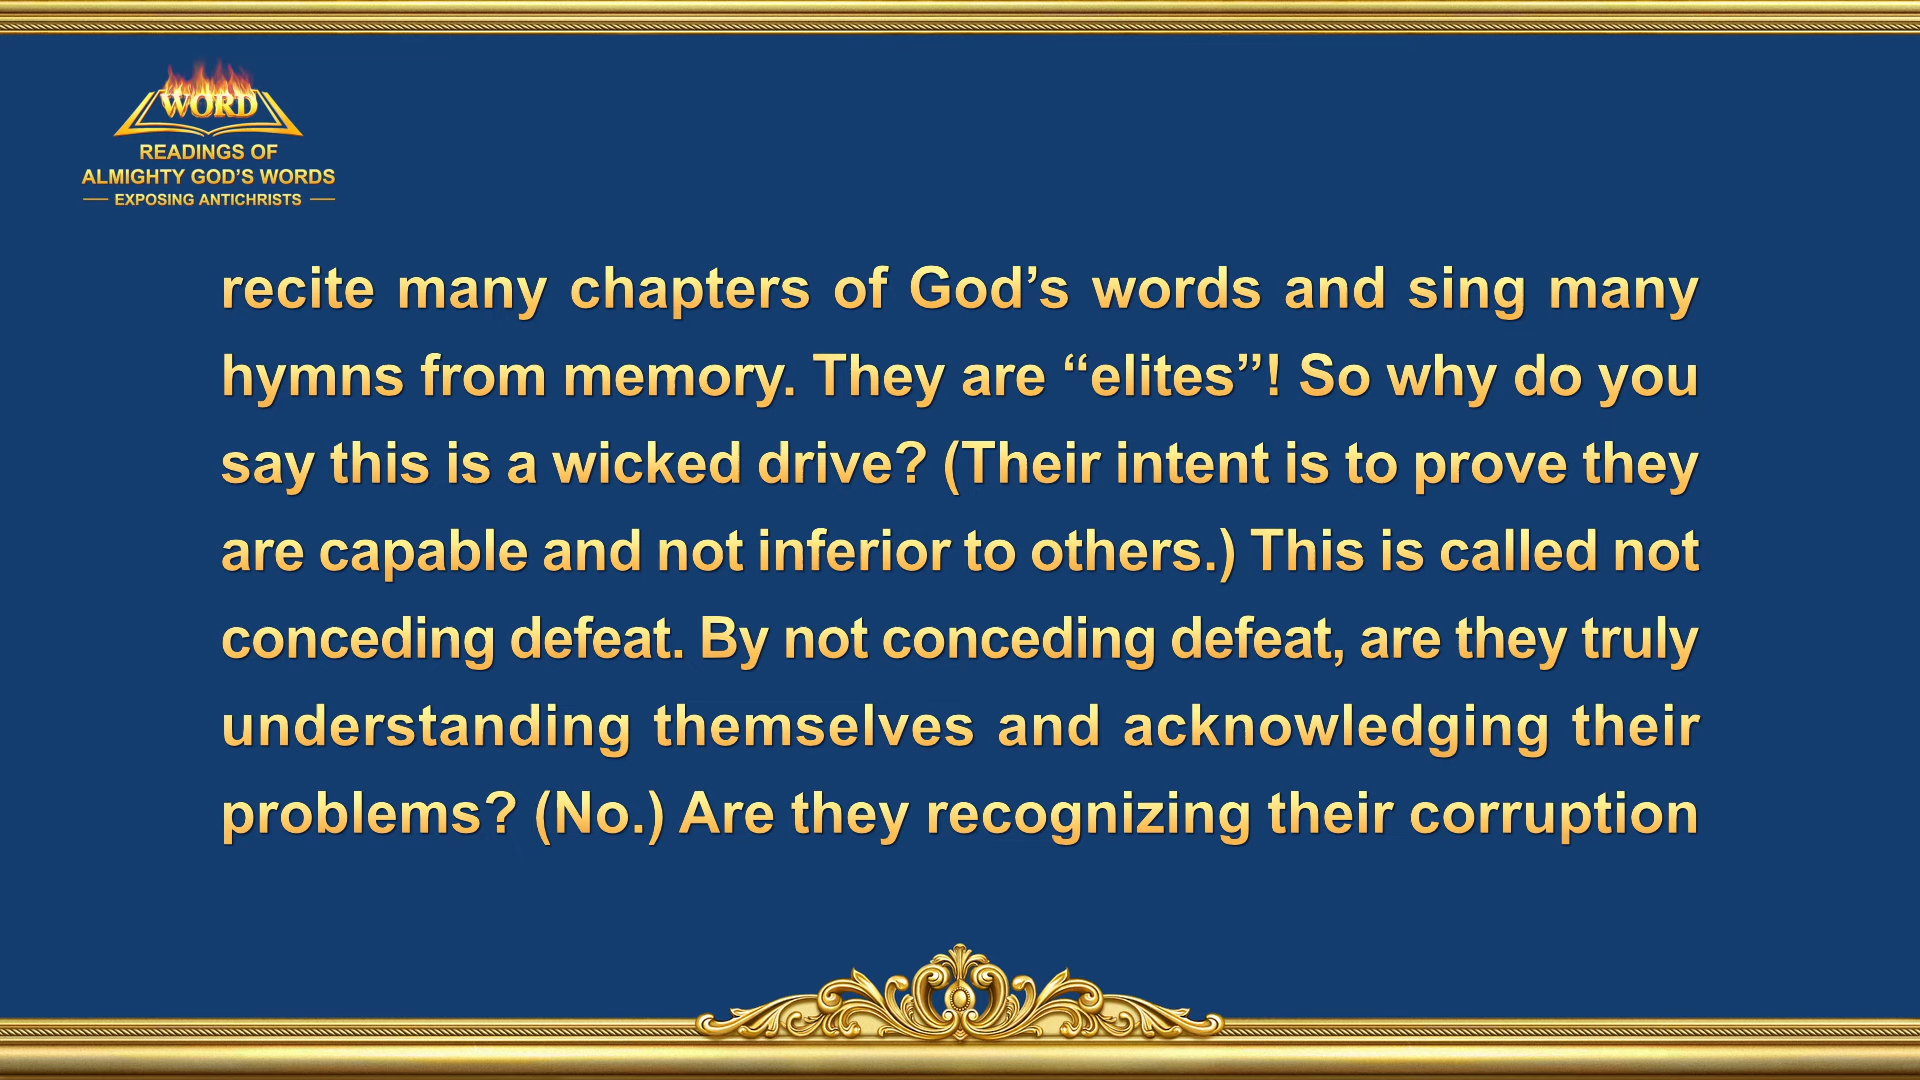 WORD
READINGS OF
ALMIGHTY GOD’S WORDS
EXPOSING ANTICHRISTS
recite many chapters of God’s words and sing many
hymns from memory. They are “elites”! So why do you
say this is a wicked drive? (Their intent is to prove they
are capable and not inferior to others.) This is called not
conceding defeat. By not conceding defeat, are they truly
understanding themselves and acknowledging their
problems? (No.) Are they recognizing their corruption